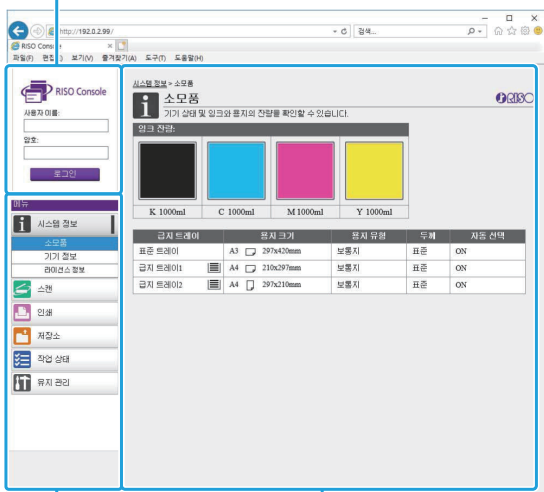 http://192.0.2.99/
검색...
RISO Console
파일(F) 편집 보기(V) 즐겨찾기(A) 도구(T) 도움말(H)
RISO Console
사용자 이름:
암호:
로그인
메뉴
시스템 정보
소모품
기기 정보
라이선스 정보
스캔
인쇄
저장소
작업 상태
유지 관리
시스템 정보 > 소모품
소모품
기기 상태 및 잉크와 용지의 잔량을 확인할 수 있습니다.
RISO
잉크 잔량:
K 1000ml C 1000ml M 1000ml Y 1000ml
급지 트레이 용지 크기 용지 유형 두께 자동 선택
표준 트레이 A3 297x420mm 보통지 표준 ON
급지 트레이1 A4 210x297mm 보통지 표준 ON
급지 트레이2 A4 297x210mm 보통지 표준 ON